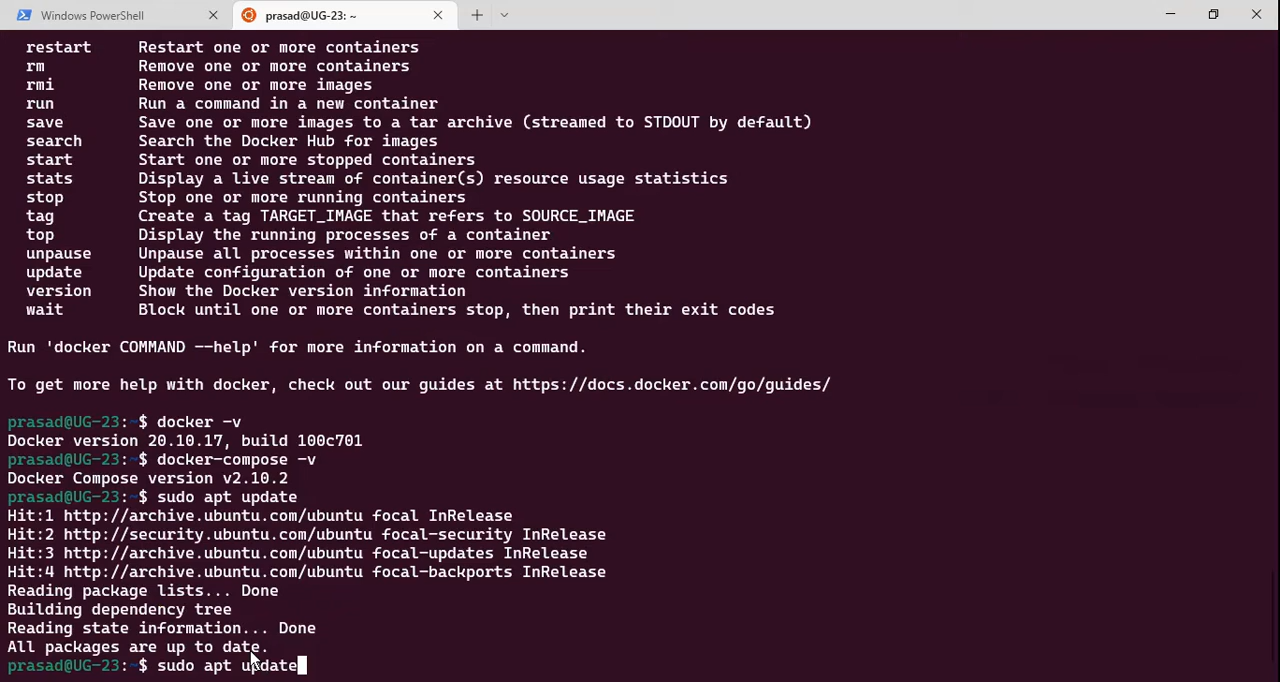 Windows PowerShell
prasad@UG-23: ~
restart Restart one or more containers
rm Remove one or more containers
rmi Remove one or more images
run Run a command in a new container
save Save one or more images to a tar archive (streamed to STDOUT by default)
search Search the Docker Hub for images
start Start one or more stopped containers
stats Display a live stream of container(s) resource usage statistics
stop Stop one or more running containers
tag Create a tag TARGET_IMAGE that refers to SOURCE_IMAGE
top Display the running processes of a container
unpause Unpause all processes within one or more containers
update Update configuration of one or more containers
version Show the Docker version information
wait Block until one or more containers stop, then print their exit codes
Run 'docker COMMAND --help' for more information on a command.
To get more help with docker, check out our guides at https://docs.docker.com/go/guides/
prasad@UG-23:~$ docker -v
Docker version 20.10.17, build 100c701
prasad@UG-23:~$ docker-compose -v
Docker Compose version v2.10.2
prasad@UG-23:~$ sudo apt update
Hit:1 http://archive.ubuntu.com/ubuntu focal InRelease
Hit:2 http://security.ubuntu.com/ubuntu focal-security InRelease
Hit:3 http://archive.ubuntu.com/ubuntu focal-updates InRelease
Hit:4 http://archive.ubuntu.com/ubuntu focal-backports InRelease
Reading package lists... Done
Building dependency tree
Reading state information... Done
All packages are up to date.
prasad@UG-23:~$ sudo apt update